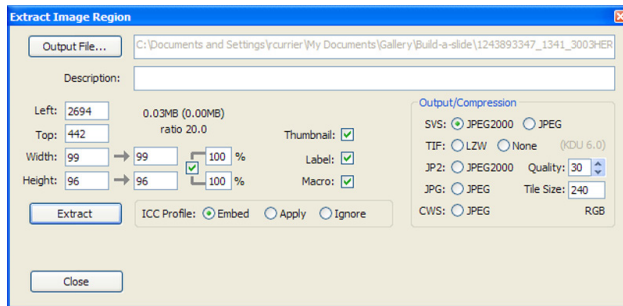 Extract Image Region
Output File... C:\Documents and Settings\rcurrier\My Documents\Gallery\Build-a-slide\1243893347_1341_3003HER
Description:
Left: 2694 0.03MB (0.00MB)
Top: 442 ratio 20.0
Width: 99 99 100 %
Height: 96 96 100 %
Thumbnail:
Label:
Macro:
Extract ICC Profile: Embed Apply Ignore
Output/Compression
SVS: JPEG2000 JPEG
TIF: LZW None (KDU 6.0)
JP2: JPEG2000 Quality: 30
JPG: JPEG Tile Size: 240
CWS: JPEG RGB
Close